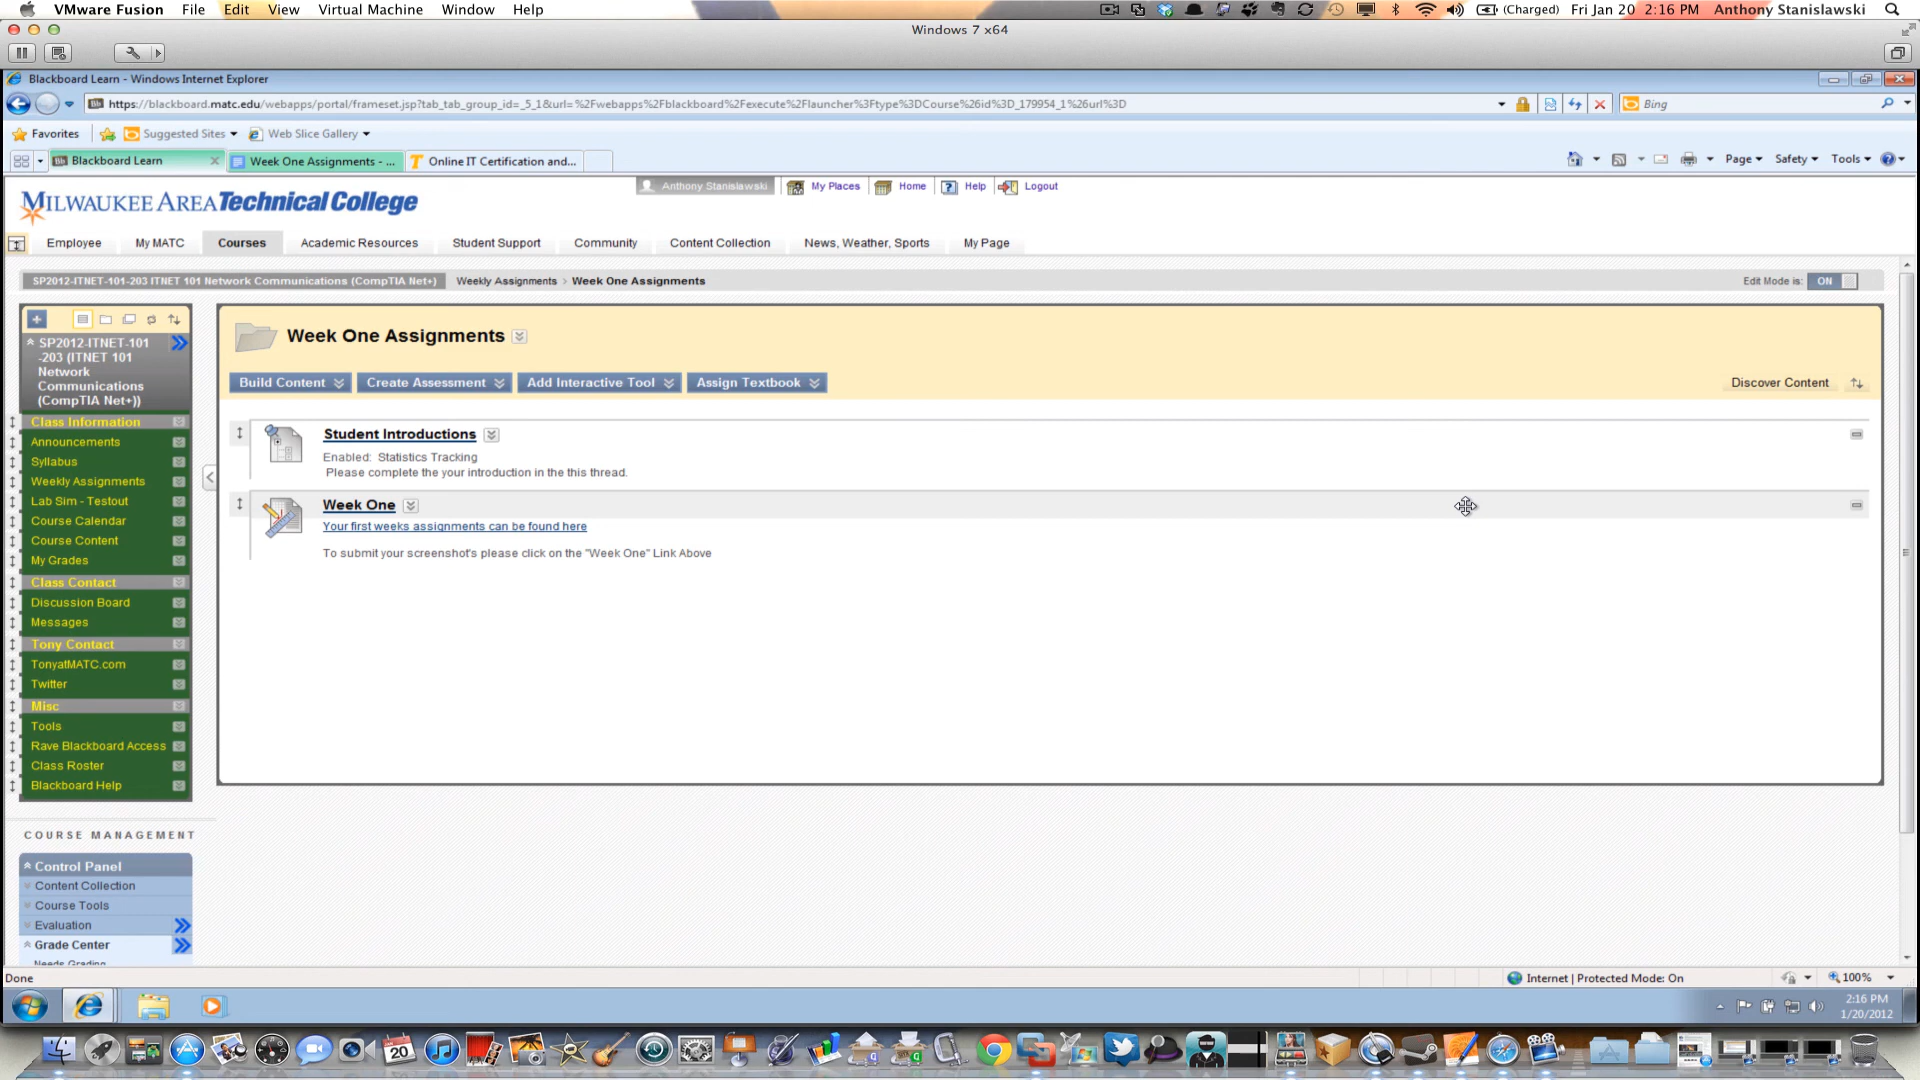 VMware Fusion File Edit View Virtual Machine Window Help (Charged) Fri Jan 20 2:16 PM Anthony Stanislawski
Windows 7 x64
Blackboard Learn - Windows Internet Explorer
https://blackboard.matc.edu/webapps/portal/frameset.jsp?tab_tab_group_id=_5_1&url=%2Fwebapps%2Fblackboard%2Fexecute%2Flauncher%3Ftype%3DCourse%26id%3D_179954_1%26url%3D Bing
Favorites Suggested Sites Web Slice Gallery
Blackboard Learn Week One Assignments - ... Online IT Certification and... Page Safety Tools
Anthony Stanislawski My Places Home Help Logout
MILWAUKEE AREA Technical College
Employee My MATC Courses Academic Resources Student Support Community Content Collection News, Weather, Sports My Page
SP2012-ITNET-101-203 ITNET 101 Network Communications (CompTIA Net+) Weekly Assignments > Week One Assignments Edit Mode is: ON
SP2012-ITNET-101
-203 (ITNET 101
Network
Communications
(CompTIA Net+))
Class Information
Announcements
Syllabus
Weekly Assignments
Lab Sim - Testout
Course Calendar
Course Content
My Grades
Class Contact
Discussion Board
Messages
Tony Contact
TonyatMATC.com
Twitter
Misc
Tools
Rave Blackboard Access
Class Roster
Blackboard Help
COURSE MANAGEMENT
Control Panel
Content Collection
Course Tools
Evaluation
Grade Center
Needs Grading
Week One Assignments
Build Content Create Assessment Add Interactive Tool Assign Textbook Discover Content
Student Introductions
Enabled: Statistics Tracking
Please complete the your introduction in the this thread.
Week One
Your first weeks assignments can be found here
To submit your screenshot's please click on the "Week One" Link Above
Done Internet | Protected Mode: On 100%
2:16 PM
1/20/2012
20